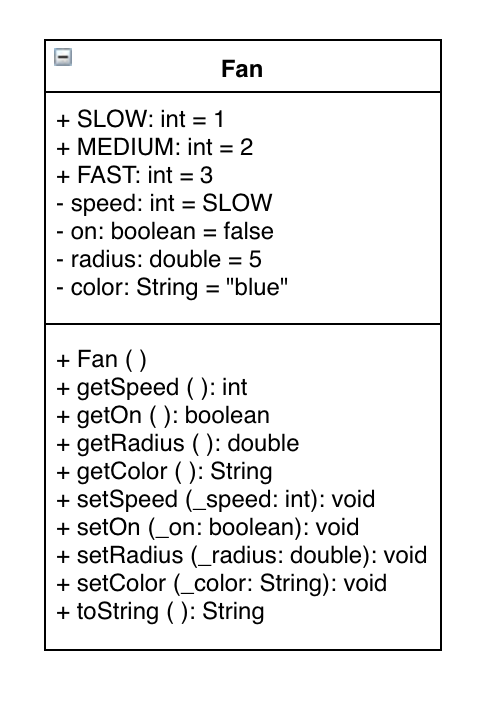 Fan
+ SLOW: int = 1
+ MEDIUM: int = 2
+ FAST: int = 3
- speed: int = SLOW
- on: boolean = false
- radius: double = 5
- color: String = "blue"
+ Fan ( )
+ getSpeed ( ): int
+ getOn ( ): boolean
+ getRadius ( ): double
+ getColor ( ): String
+ setSpeed (_speed: int): void
+ setOn (_on: boolean): void
+ setRadius (_radius: double): void
+ setColor (_color: String): void
+ toString ( ): String